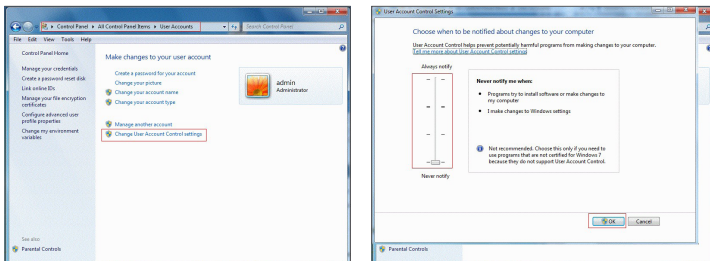 Control Panel ▸ All Control Panel Items ▸ User Accounts
Search Control Panel
File Edit View Tools Help
Control Panel Home
Manage your credentials
Create a password reset disk
Link online IDs
Manage your file encryption
certificates
Configure advanced user
profile properties
Change my environment
variables
See also
Parental Controls
Make changes to your user account
Create a password for your account
Change your picture
Change your account name
Change your account type
Manage another account
Change User Account Control settings
admin
Administrator
User Account Control Settings
Choose when to be notified about changes to your computer
User Account Control helps prevent potentially harmful programs from making changes to your computer.
Tell me more about User Account Control settings
Always notify
Never notify me when:
• Programs try to install software or make changes to
my computer
• I make changes to Windows settings
Not recommended. Choose this only if you need to
use programs that are not certified for Windows 7
because they do not support User Account Control.
Never notify
OK
Cancel
Parental Controls